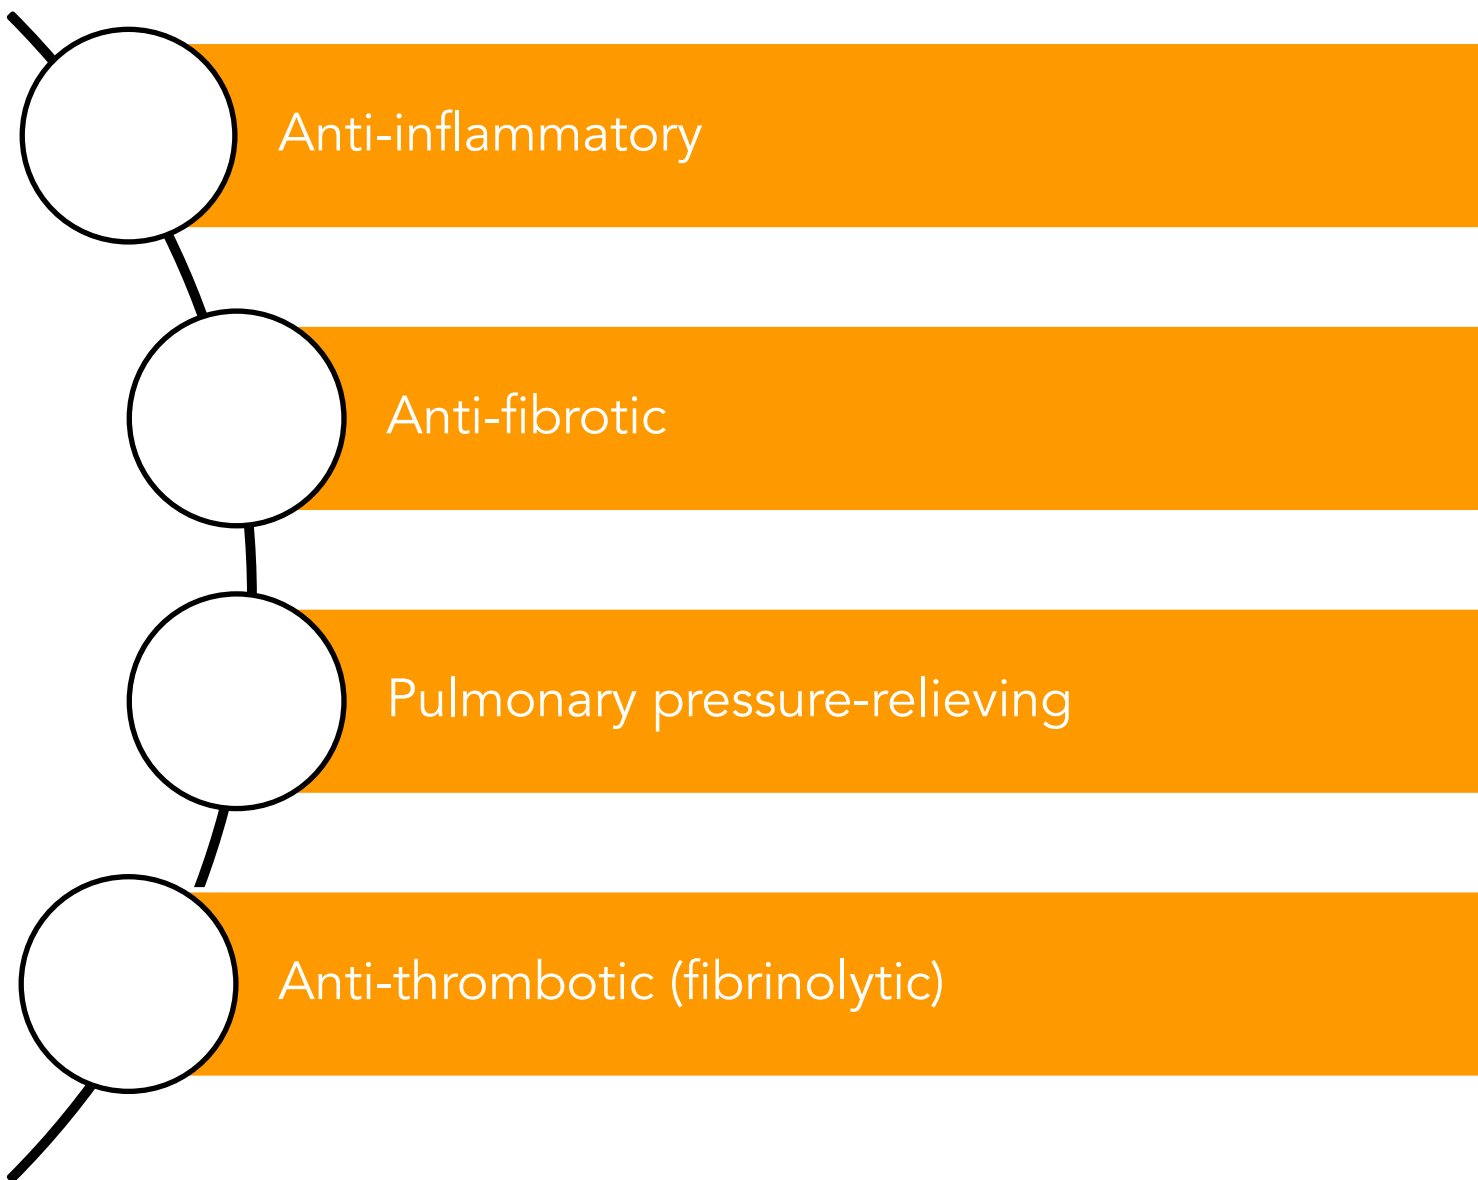 Anti-inflammatory
Anti-fibrotic
Pulmonary pressure-relieving
Anti-thrombotic (fibrinolytic)